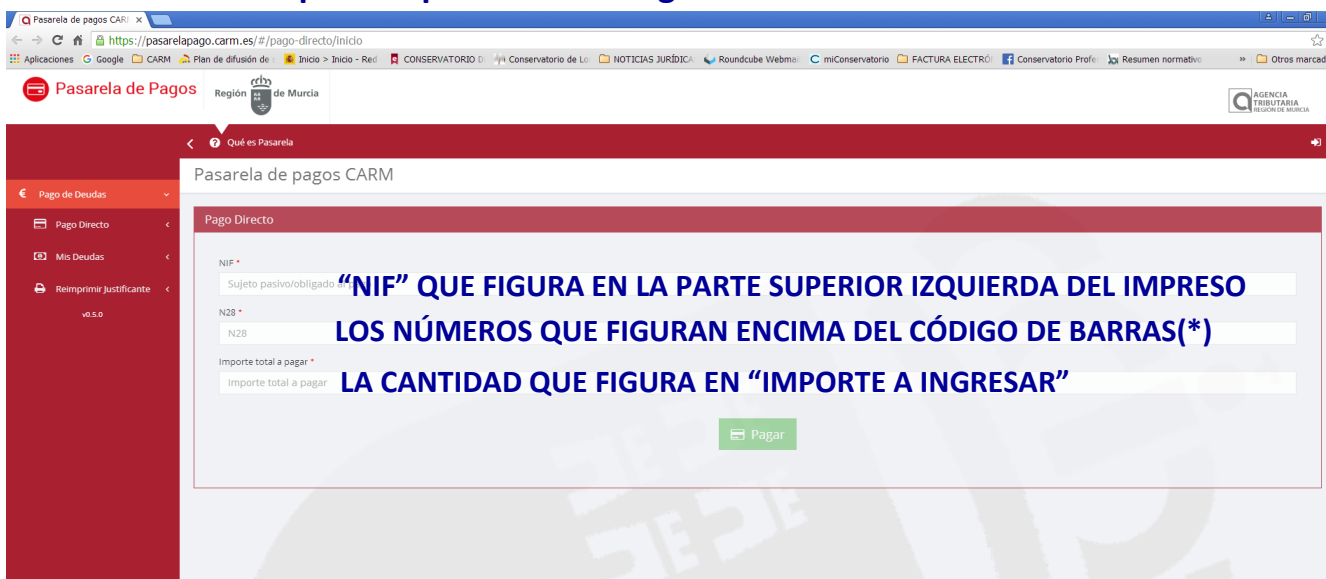 Pasarela de pagos CARM
https://pasarelapago.carm.es/#/pago-directo/inicio
Aplicaciones Google CARM Plan de difusión de Inicio > Inicio - Red CONSERVATORIO D Conservatorio de Lo NOTICIAS JURÍDICA Roundcube Webmai miConservatorio FACTURA ELECTRÓ Conservatorio Profe Resumen normativo » Otros marcad
Pasarela de Pagos Región de Murcia
AGENCIA
TRIBUTARIA
REGIÓN DE MURCIA
Qué es Pasarela
Pasarela de pagos CARM
€ Pago de Deudas
Pago Directo
Mis Deudas
Reimprimir Justificante
v0.5.0
Pago Directo
NIF *
Sujeto pasivo/obligado al
“NIF” QUE FIGURA EN LA PARTE SUPERIOR IZQUIERDA DEL IMPRESO
N28 *
N28
LOS NÚMEROS QUE FIGURAN ENCIMA DEL CÓDIGO DE BARRAS(*)
Importe total a pagar *
Importe total a pagar
LA CANTIDAD QUE FIGURA EN “IMPORTE A INGRESAR”
Pagar